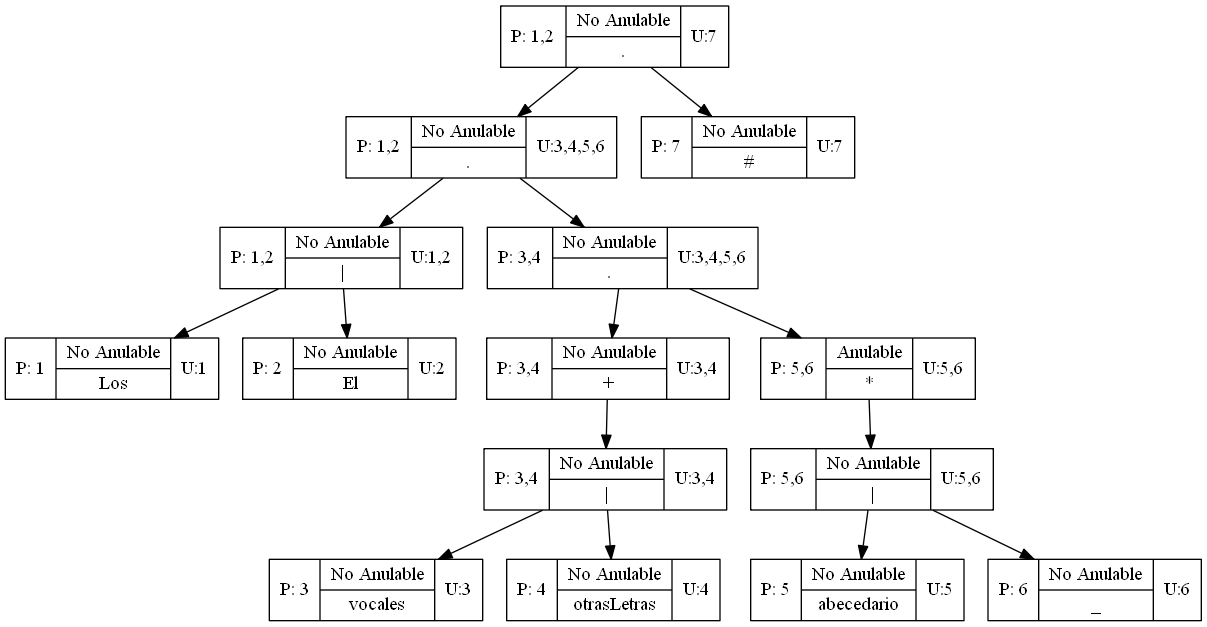 No Anulable
P: 1,2 U:7
.
No Anulable No Anulable
P: 1,2 U:3,4,5,6 P: 7 U:7
. #
No Anulable No Anulable
P: 1,2 U:1,2 P: 3,4 U:3,4,5,6
| .
No Anulable No Anulable No Anulable Anulable
P: 1 U:1 P: 2 U:2 P: 3,4 U:3,4 P: 5,6 U:5,6
Los El + *
No Anulable No Anulable
P: 3,4 U:3,4 P: 5,6 U:5,6
| |
No Anulable No Anulable No Anulable No Anulable
P: 3 U:3 P: 4 U:4 P: 5 U:5 P: 6 U:6
vocales otrasLetras abecedario _